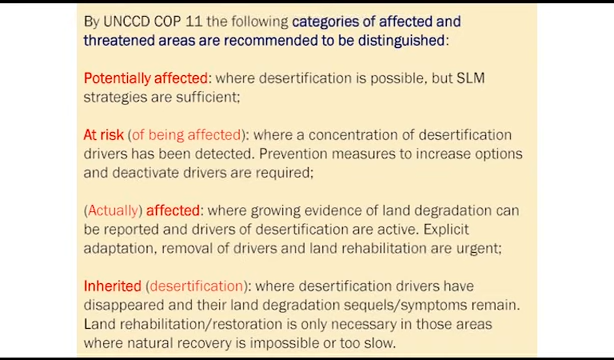 By UNCCD COP 11 the following categories of affected and
threatened areas are recommended to be distinguished:
Potentially affected: where desertification is possible, but SLM
strategies are sufficient;
At risk (of being affected): where a concentration of desertification
drivers has been detected. Prevention measures to increase options
and deactivate drivers are required;
(Actually) affected: where growing evidence of land degradation can
be reported and drivers of desertification are active. Explicit
adaptation, removal of drivers and land rehabilitation are urgent;
Inherited (desertification): where desertification drivers have
disappeared and their land degradation sequels/symptoms remain.
Land rehabilitation/restoration is only necessary in those areas
where natural recovery is impossible or too slow.